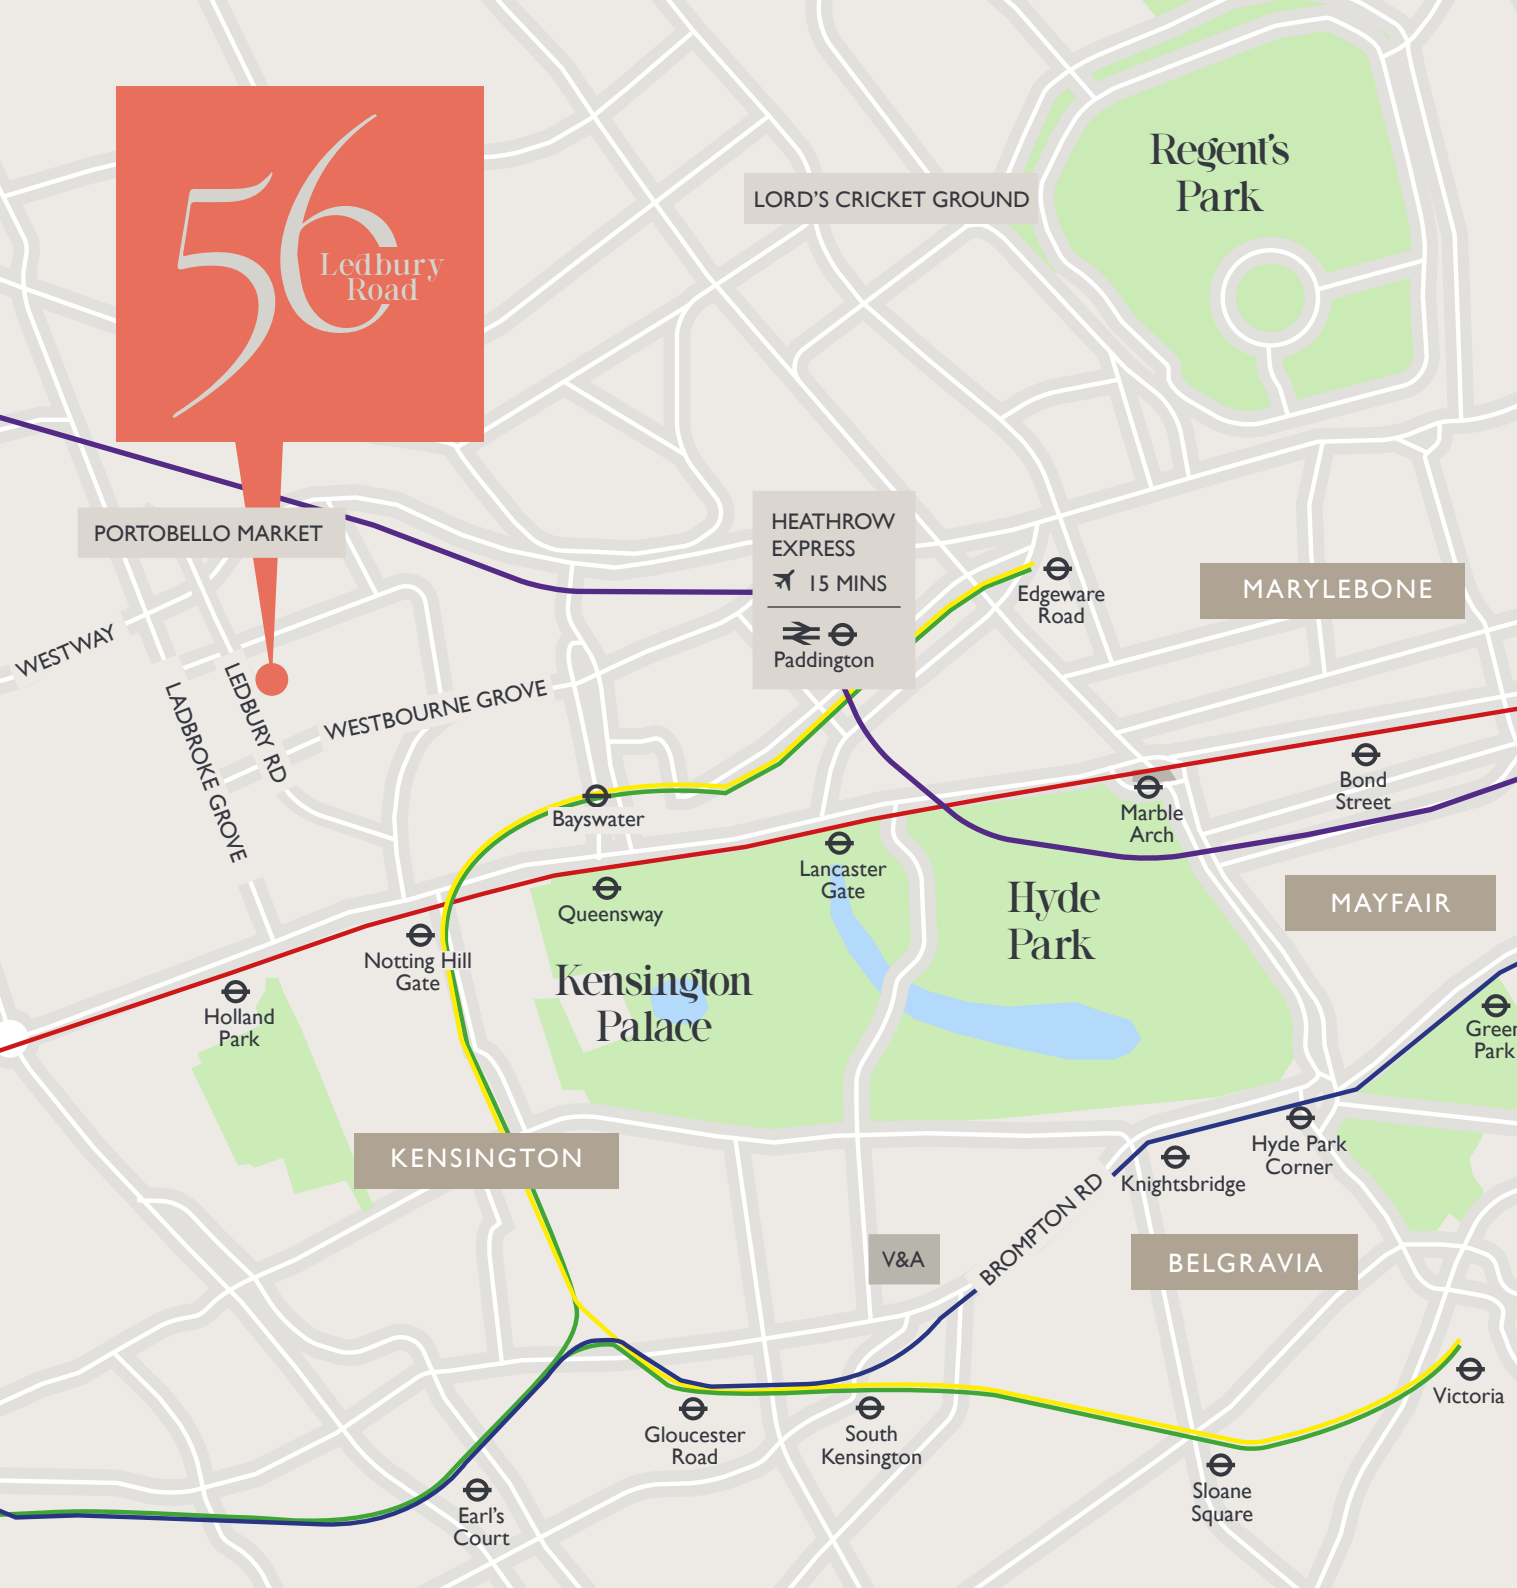 Regent's
Park
LORD'S CRICKET GROUND
56
Ledbury
Road
PORTOBELLO MARKET
HEATHROW
EXPRESS
15 MINS
Paddington
Edgeware
Road
MARYLEBONE
WESTWAY
LADBROKE GROVE
LEDBURY RD
WESTBOURNE GROVE
Bayswater
Bond
Street
Marble
Arch
Lancaster
Gate
Queensway
Hyde
Park
MAYFAIR
Notting Hill
Gate
Kensington
Palace
Holland
Park
Green
Park
KENSINGTON
Hyde Park
Corner
Knightsbridge
BROMPTON RD
V&A
BELGRAVIA
Victoria
Gloucester
Road
South
Kensington
Sloane
Square
Earl's
Court